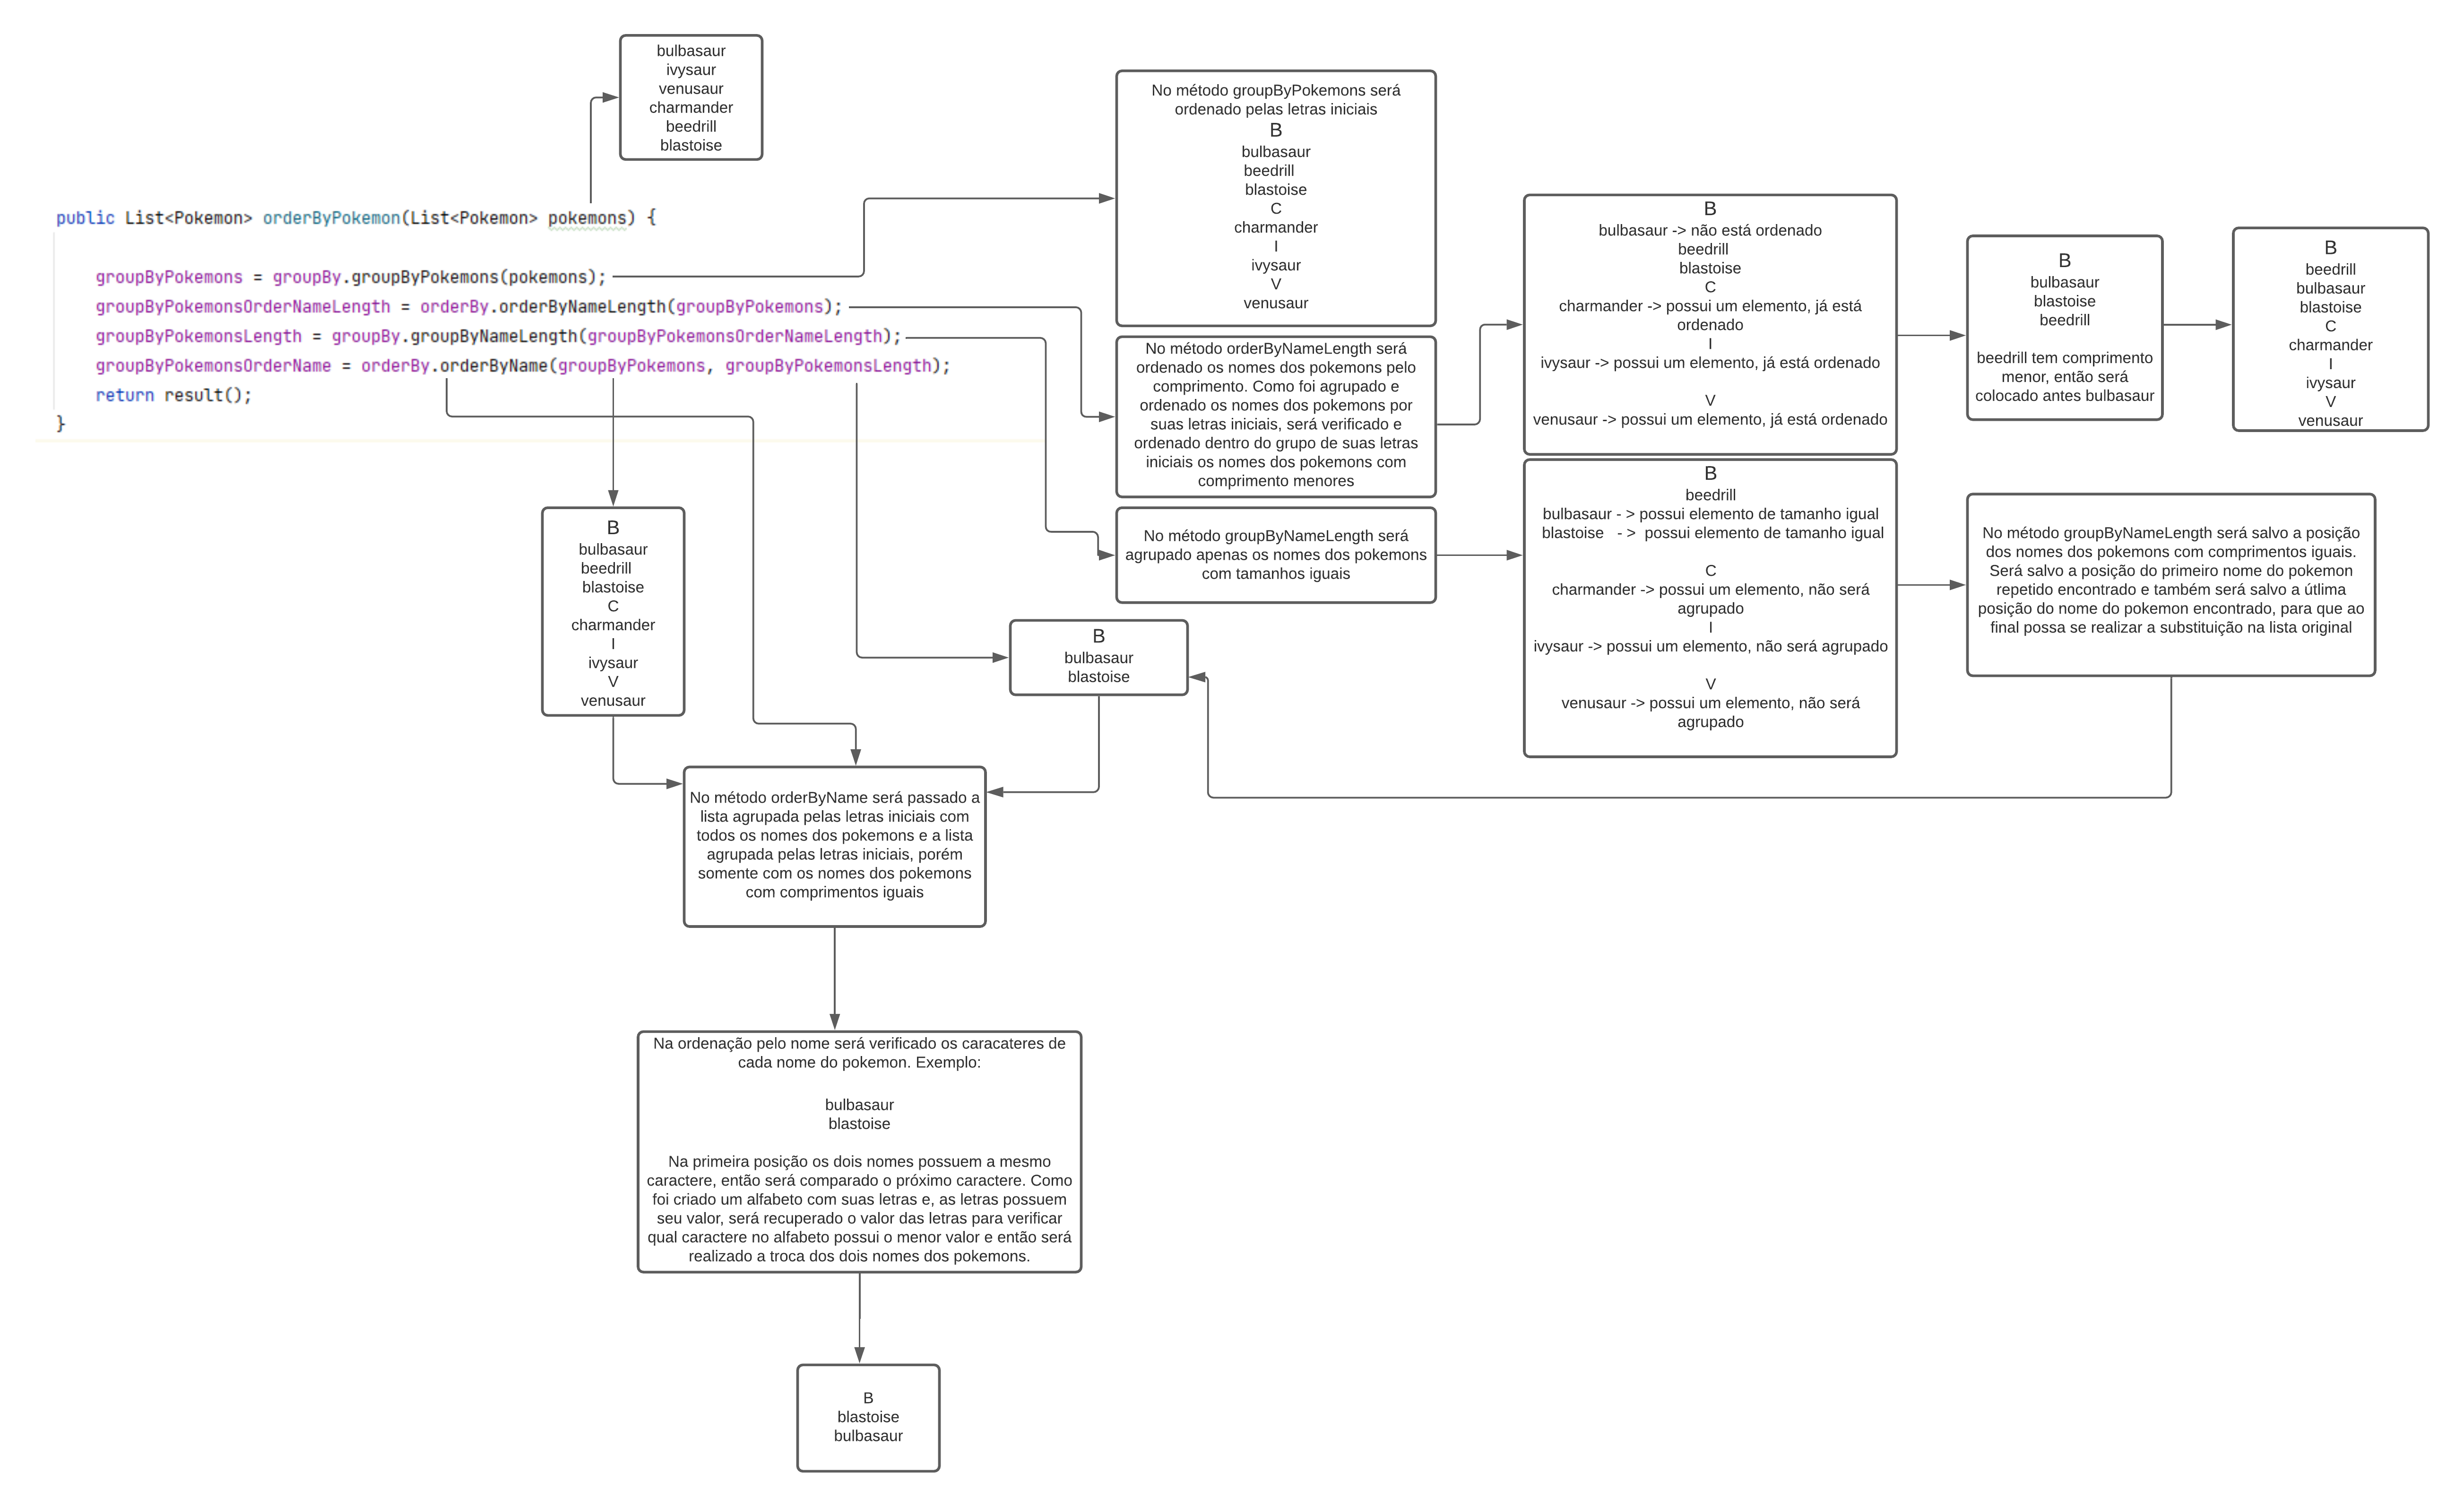 bulbasaur
ivysaur
venusaur
charmander
beedrill
blastoise
public List<Pokemon> orderByPokemon(List<Pokemon> pokemons) {
groupByPokemons = groupBy.groupByPokemons(pokemons);
groupByPokemonsOrderNameLength = orderBy.orderByNameLength(groupByPokemons);
groupByPokemonsLength = groupBy.groupByNameLength(groupByPokemonsOrderNameLength);
groupByPokemonsOrderName = orderBy.orderByName(groupByPokemons, groupByPokemonsLength);
return result();
}
No método groupByPokemons será
ordenado pelas letras iniciais
B
bulbasaur
beedrill
blastoise
C
charmander
I
ivysaur
V
venusaur
No método orderByNameLength será
ordenado os nomes dos pokemons pelo
comprimento. Como foi agrupado e
ordenado os nomes dos pokemons por
suas letras iniciais, será verificado e
ordenado dentro do grupo de suas letras
iniciais os nomes dos pokemons com
comprimento menores
B
bulbasaur -> não está ordenado
beedrill
blastoise
C
charmander -> possui um elemento, já está
ordenado
I
ivysaur -> possui um elemento, já está ordenado
V
venusaur -> possui um elemento, já está ordenado
B
bulbasaur
blastoise
beedrill
beedrill tem comprimento
menor, então será
colocado antes bulbasaur
B
beedrill
bulbasaur
blastoise
C
charmander
I
ivysaur
V
venusaur
No método groupByNameLength será
agrupado apenas os nomes dos pokemons
com tamanhos iguais
B
beedrill
bulbasaur - > possui elemento de tamanho igual
blastoise - > possui elemento de tamanho igual
C
charmander -> possui um elemento, não será
agrupado
I
ivysaur -> possui um elemento, não será agrupado
V
venusaur -> possui um elemento, não será
agrupado
No método groupByNameLength será salvo a posição
dos nomes dos pokemons com comprimentos iguais.
Será salvo a posição do primeiro nome do pokemon
repetido encontrado e também será salvo a útlima
posição do nome do pokemon encontrado, para que ao
final possa se realizar a substituição na lista original
B
bulbasaur
beedrill
blastoise
C
charmander
I
ivysaur
V
venusaur
B
bulbasaur
blastoise
No método orderByName será passado a
lista agrupada pelas letras iniciais com
todos os nomes dos pokemons e a lista
agrupada pelas letras iniciais, porém
somente com os nomes dos pokemons
com comprimentos iguais
Na ordenação pelo nome será verificado os caracateres de
cada nome do pokemon. Exemplo:
bulbasaur
blastoise
Na primeira posição os dois nomes possuem a mesmo
caractere, então será comparado o próximo caractere. Como
foi criado um alfabeto com suas letras e, as letras possuem
seu valor, será recuperado o valor das letras para verificar
qual caractere no alfabeto possui o menor valor e então será
realizado a troca dos dois nomes dos pokemons.
B
blastoise
bulbasaur